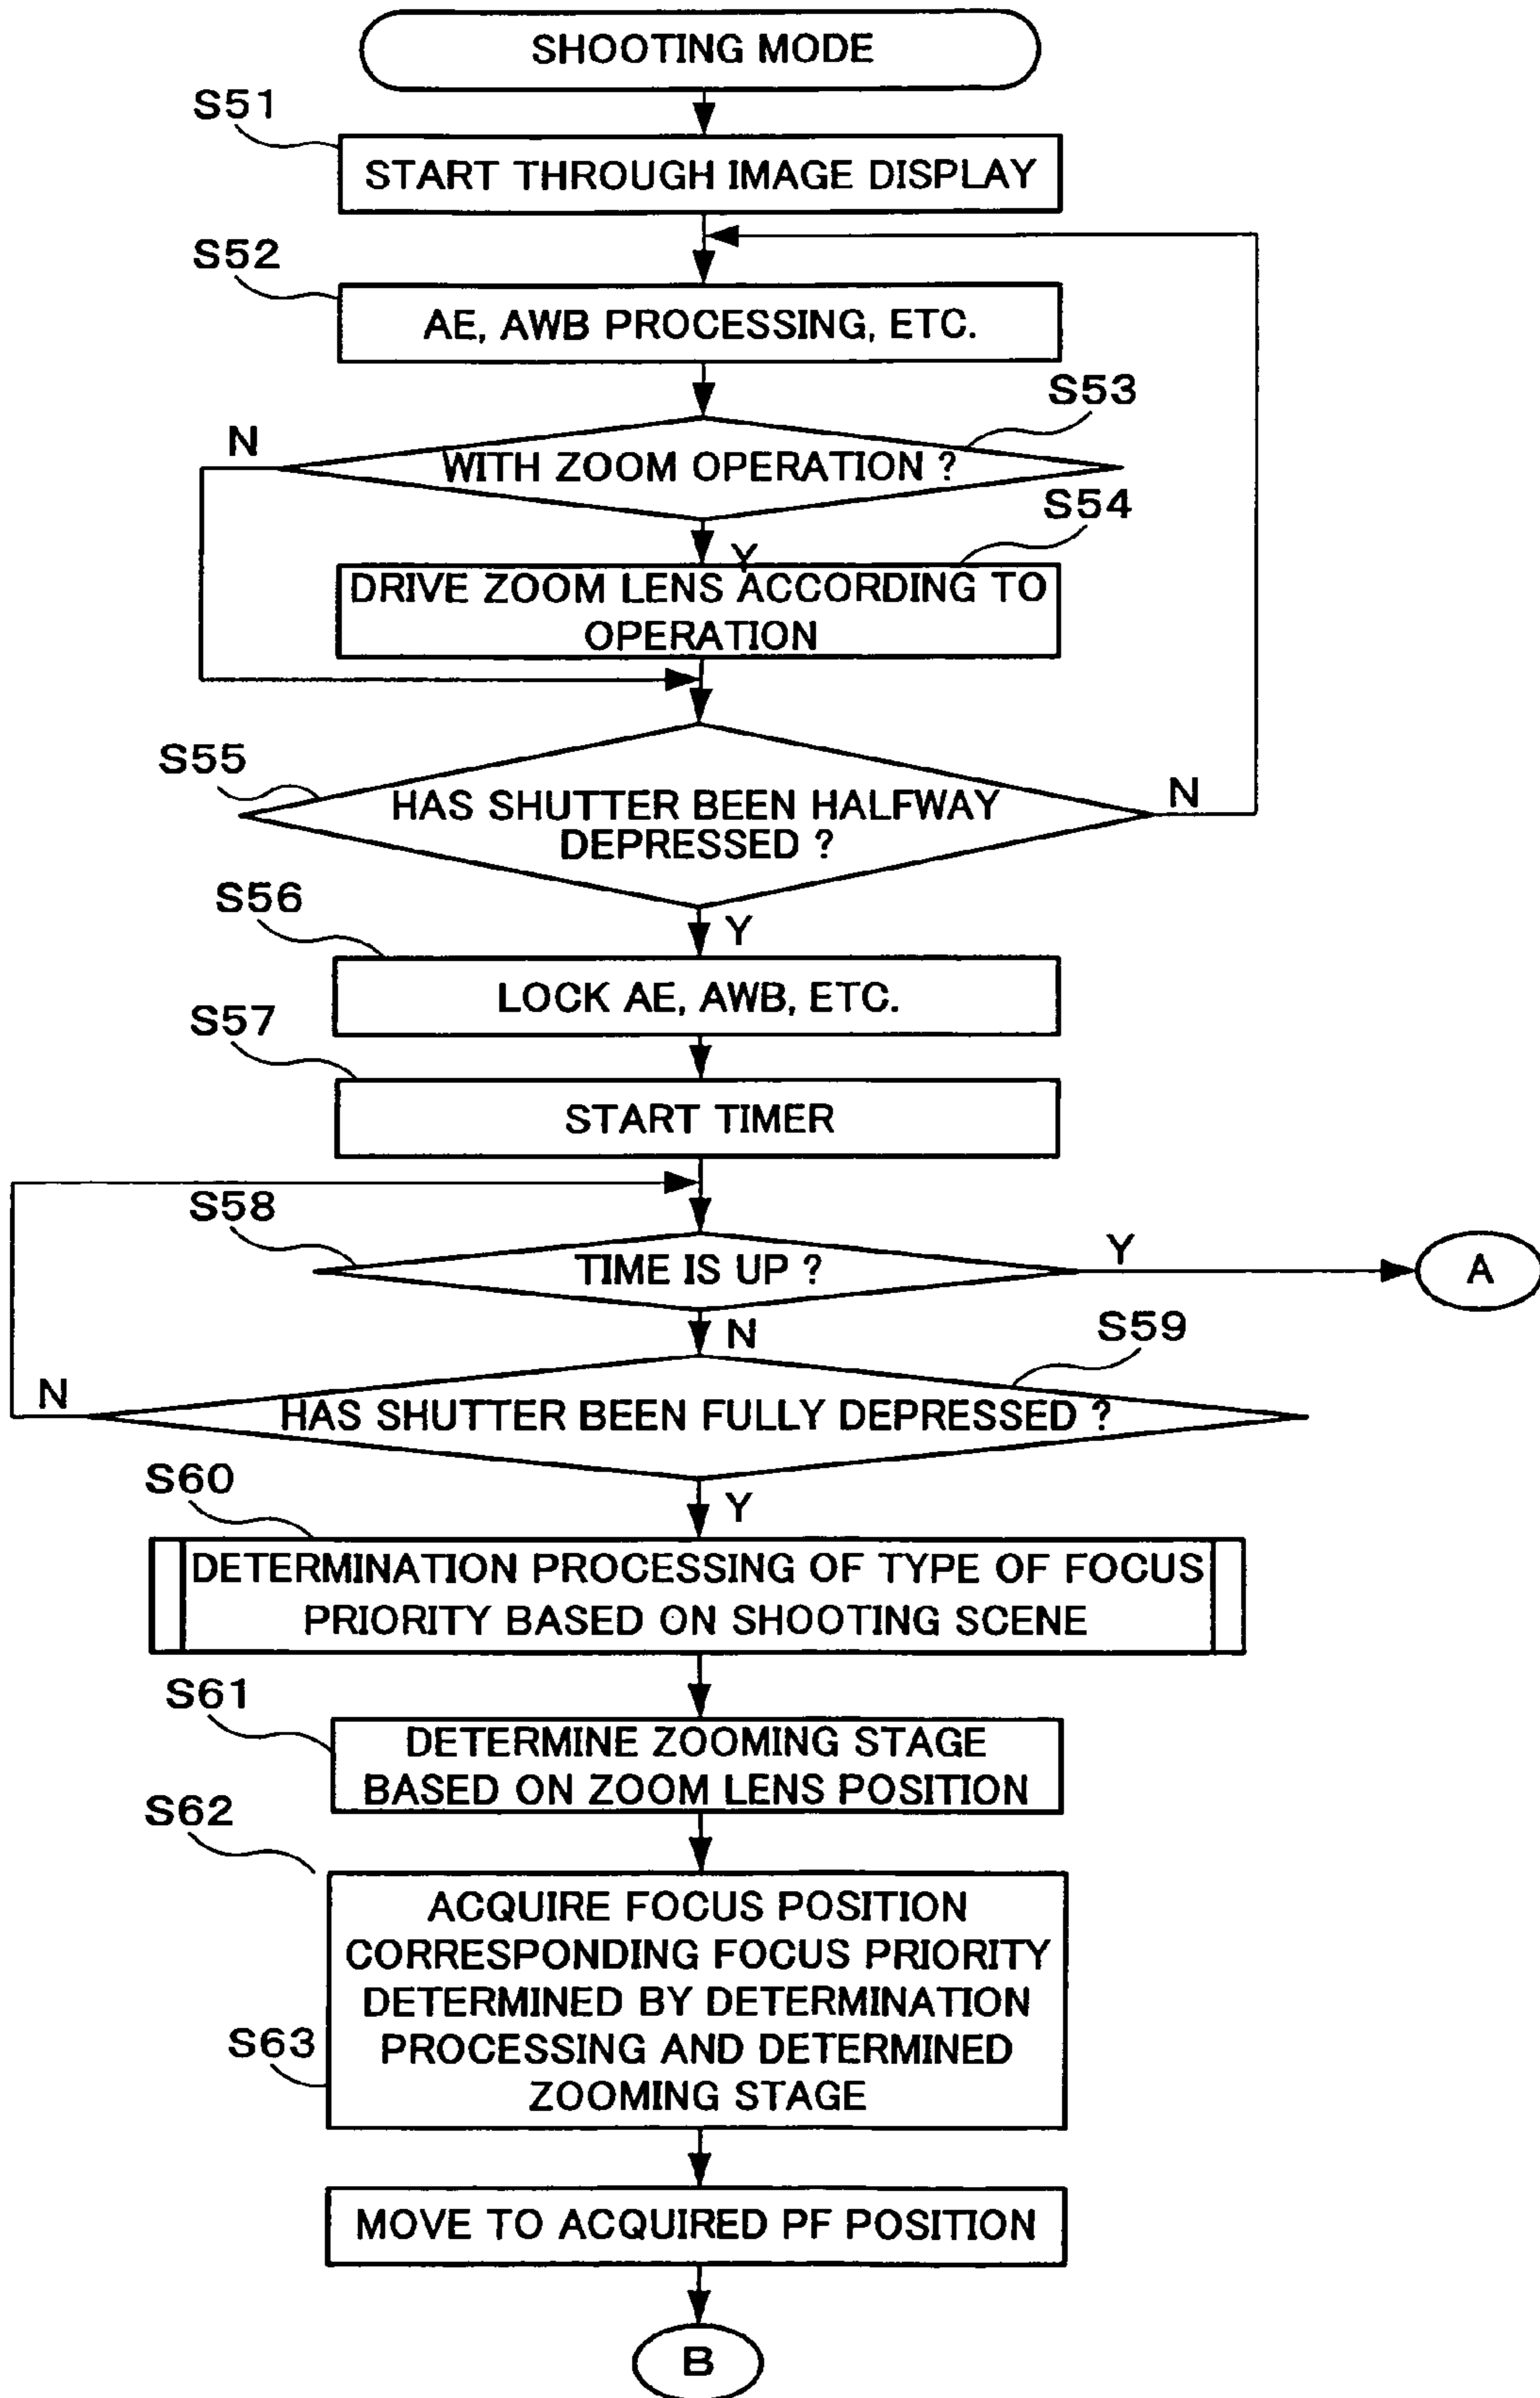 SHOOTING MODE
S51
START THROUGH IMAGE DISPLAY
S52
AE, AWB PROCESSING, ETC.
S53
N
WITH ZOOM OPERATION ?
S54
Y
DRIVE ZOOM LENS ACCORDING TO
OPERATION
S55
N
HAS SHUTTER BEEN HALFWAY
DEPRESSED ?
S56
Y
LOCK AE, AWB, ETC.
S57
START TIMER
S58
Y
TIME IS UP ?
A
N
S59
N
HAS SHUTTER BEEN FULLY DEPRESSED ?
S60
Y
DETERMINATION PROCESSING OF TYPE OF FOCUS
PRIORITY BASED ON SHOOTING SCENE
S61
DETERMINE ZOOMING STAGE
BASED ON ZOOM LENS POSITION
S62
ACQUIRE FOCUS POSITION
CORRESPONDING FOCUS PRIORITY
DETERMINED BY DETERMINATION
S63
PROCESSING AND DETERMINED
ZOOMING STAGE
MOVE TO ACQUIRED PF POSITION
B